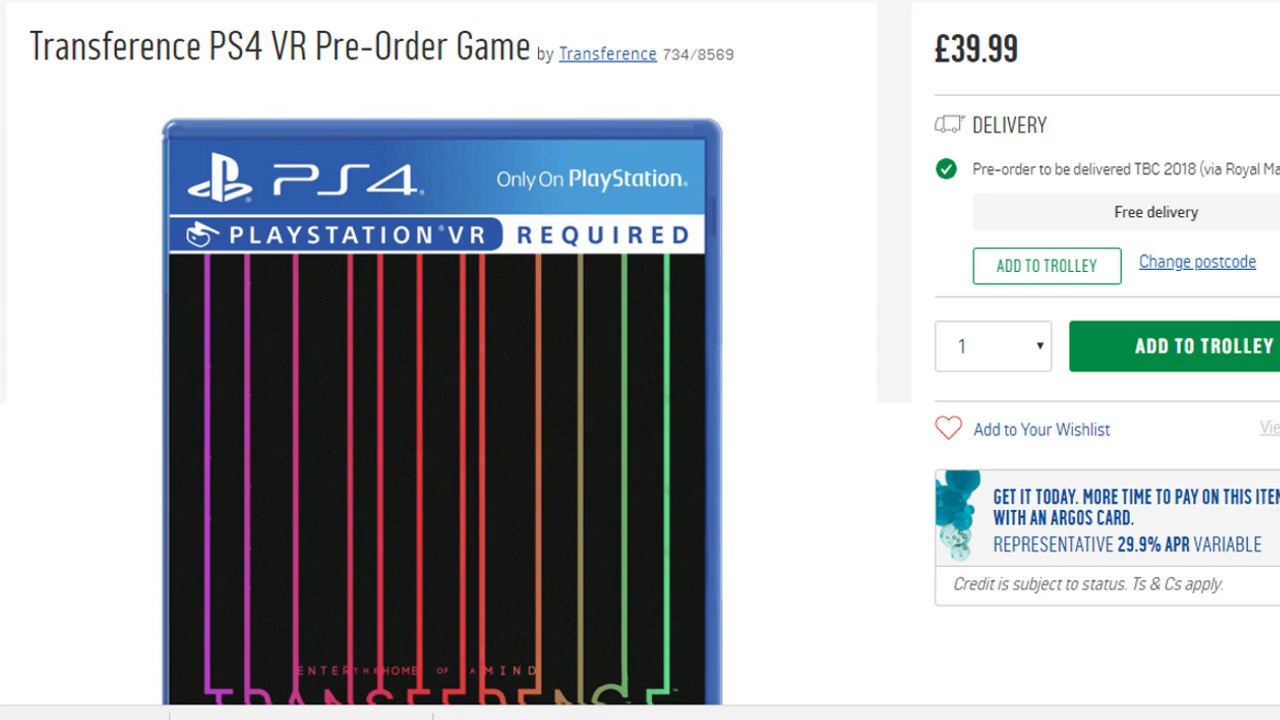 Transference PS4 VR Pre-Order Game by Transference 734/8569
PS4
Only On PlayStation.
PLAYSTATION®VR REQUIRED
ENTER THE HOME OF A MIND
TRANSFERENCE™
£39.99
DELIVERY
Pre-order to be delivered TBC 2018 (via Royal Ma
Free delivery
ADD TO TROLLEY
Change postcode
1
ADD TO TROLLEY
Add to Your Wishlist
Vie
GET IT TODAY. MORE TIME TO PAY ON THIS ITEM
WITH AN ARGOS CARD.
REPRESENTATIVE 29.9% APR VARIABLE
Credit is subject to status. Ts & Cs apply.